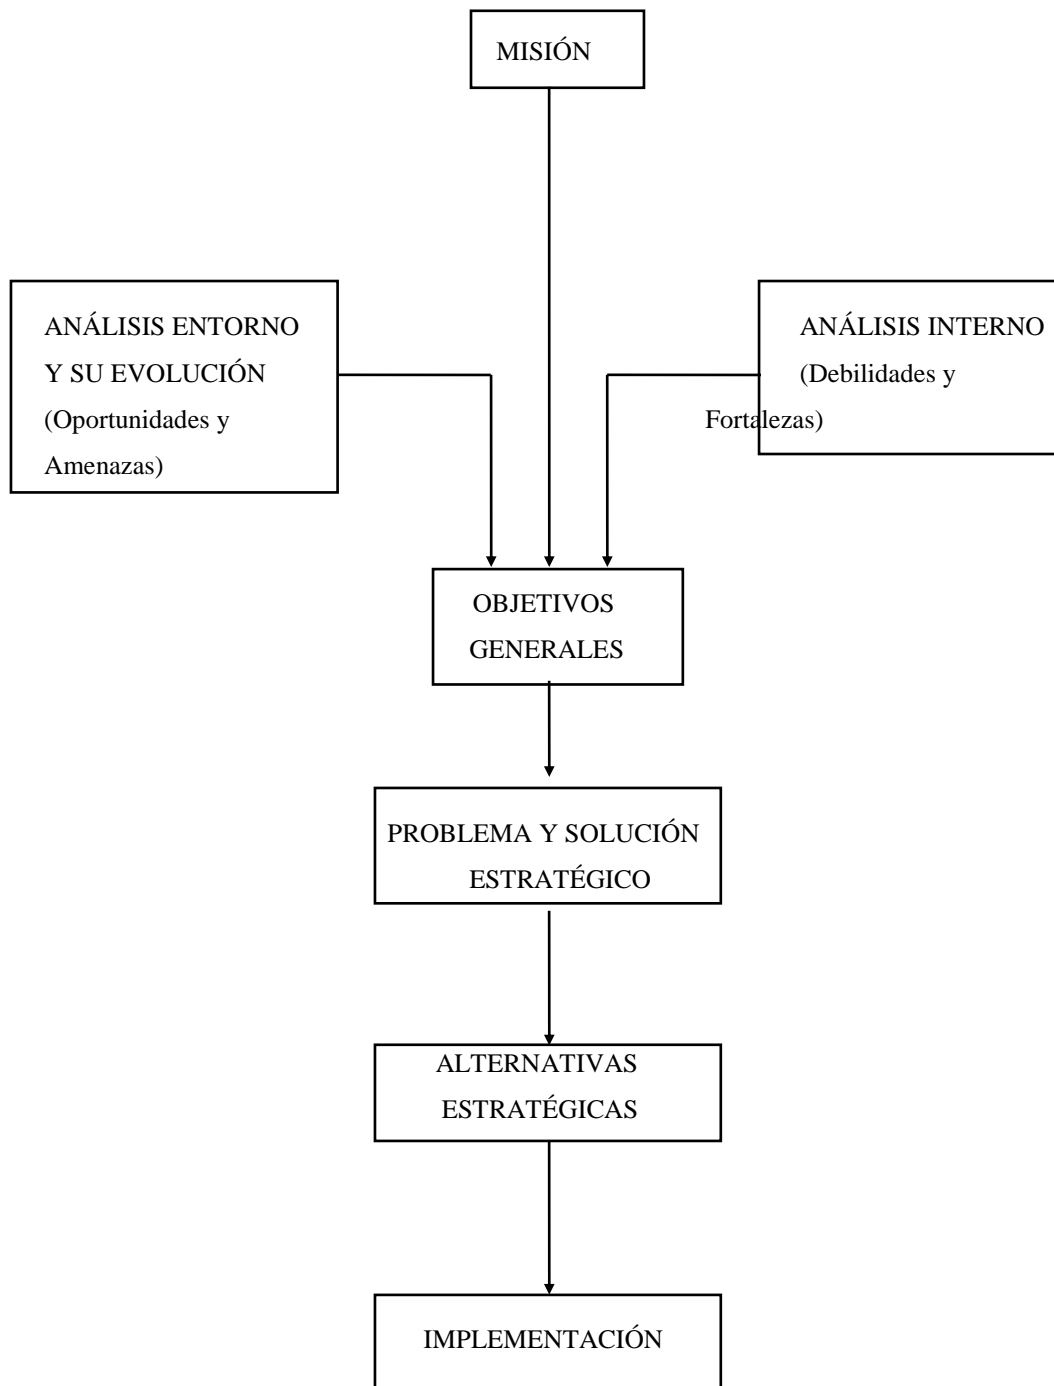 MISIÓN
ANÁLISIS ENTORNO
Y SU EVOLUCIÓN
(Oportunidades y
Amenazas)
ANÁLISIS INTERNO
(Debilidades y
Fortalezas)
OBJETIVOS
GENERALES
PROBLEMA Y SOLUCIÓN
ESTRATÉGICO
ALTERNATIVAS
ESTRATÉGICAS
IMPLEMENTACIÓN